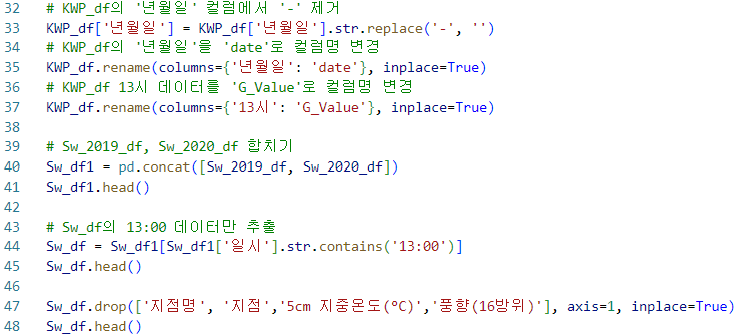 32 # KWP_df의 '년월일' 컬럼에서 '-' 제거
33 KWP_df['년월일'] = KWP_df['년월일'].str.replace('-', '')
34 # KWP_df의 '년월일'을 'date'로 컬럼명 변경
35 KWP_df.rename(columns={'년월일': 'date'}, inplace=True)
36 # KWP_df 13시 데이터를 'G_Value'로 컬럼명 변경
37 KWP_df.rename(columns={'13시': 'G_Value'}, inplace=True)
38
39 # Sw_2019_df, Sw_2020_df 합치기
40 Sw_df1 = pd.concat([Sw_2019_df, Sw_2020_df])
41 Sw_df1.head()
42
43 # Sw_df의 13:00 데이터만 추출
44 Sw_df = Sw_df1[Sw_df1['일시'].str.contains('13:00')]
45 Sw_df.head()
46
47 Sw_df.drop(['지점명', '지점','5cm 지중온도(°C)','풍향(16방위)'], axis=1, inplace=True)
48 Sw_df.head()